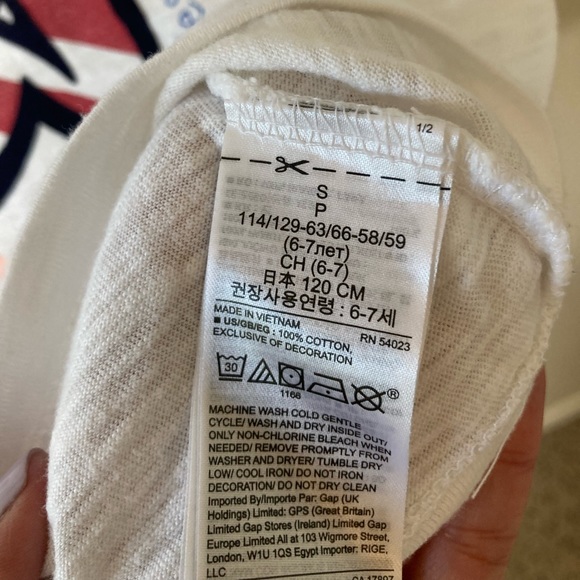 1/2
S
P
114/129-63/66-58/59
(6-7лет)
CH (6-7)
日本 120 CM
권장사용연령 : 6-7세
MADE IN VIETNAM RN 54023
■ US/GB/EG : 100% COTTON,
EXCLUSIVE OF DECORATION
30 ®
1166
MACHINE WASH COLD GENTLE
CYCLE/ WASH AND DRY INSIDE OUT/
ONLY NON-CHLORINE BLEACH WHEN
NEEDED/ REMOVE PROMPTLY FROM
WASHER AND DRYER/ TUMBLE DRY
LOW/ COOL IRON/ DO NOT IRON
DECORATION/ DO NOT DRY CLEAN
Imported By/Importe Par: Gap (UK
Holdings) Limited: GPS (Great Britain)
Limited Gap Stores (Ireland) Limited Gap
Europe Limited All at 103 Wigmore Street,
London, W1U 1QS Egypt Importer: RIGE,
LLC